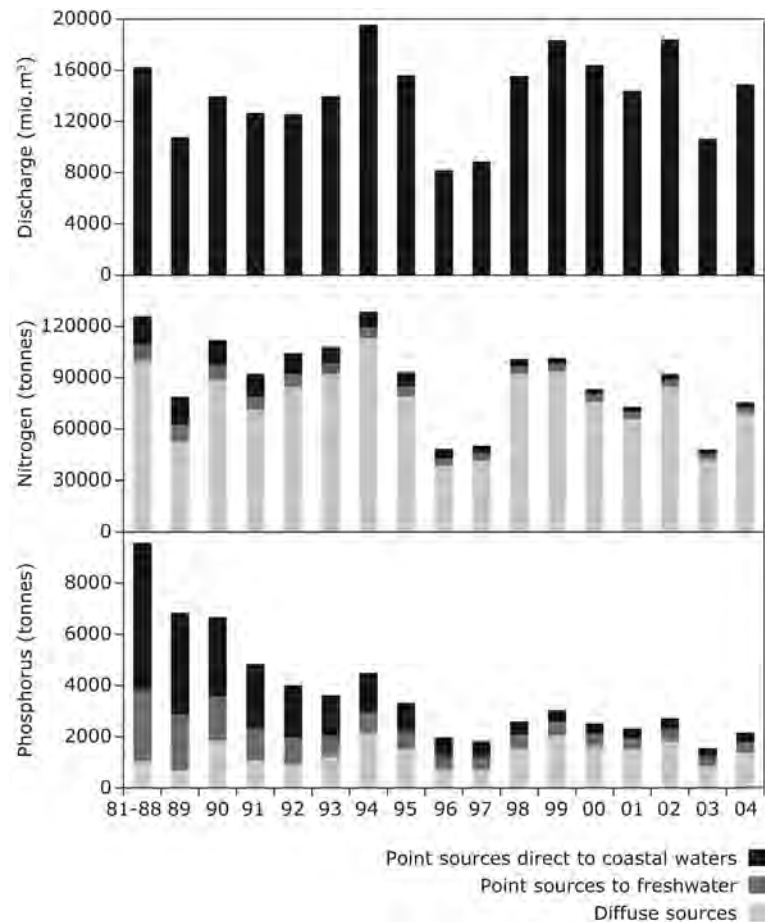 Discharge (mio.m³)
20000
16000
12000
8000
4000
0
Nitrogen (tonnes)
120000
90000
60000
30000
0
Phosphorus (tonnes)
8000
6000
4000
2000
0
81-88 89 90 91 92 93 94 95 96 97 98 99 00 01 02 03 04
Point sources direct to coastal waters
Point sources to freshwater
Diffuse sources